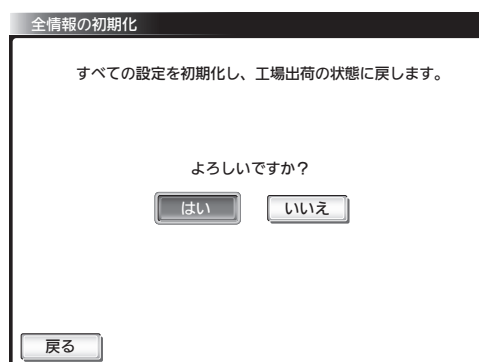 全情報の初期化
すべての設定を初期化し、工場出荷の状態に戻します。
よろしいですか？
はい いいえ
戻る